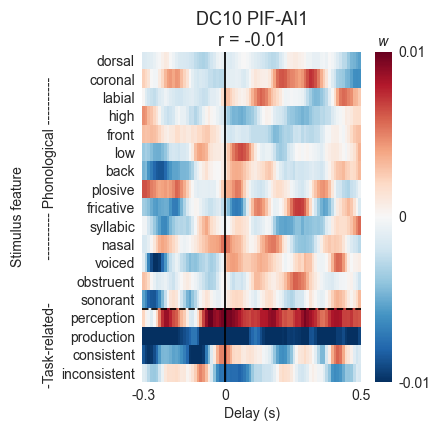 DC10 PIF-AI1
r = -0.01
w
dorsal
coronal
labial
high
front
low
back
plosive
fricative
syllabic
nasal
voiced
obstruent
sonorant
perception
production
consistent
inconsistent
Stimulus feature
-Task-related- ---------- Phonological ----------
0.01
0
-0.01
-0.3 0 0.5
Delay (s)